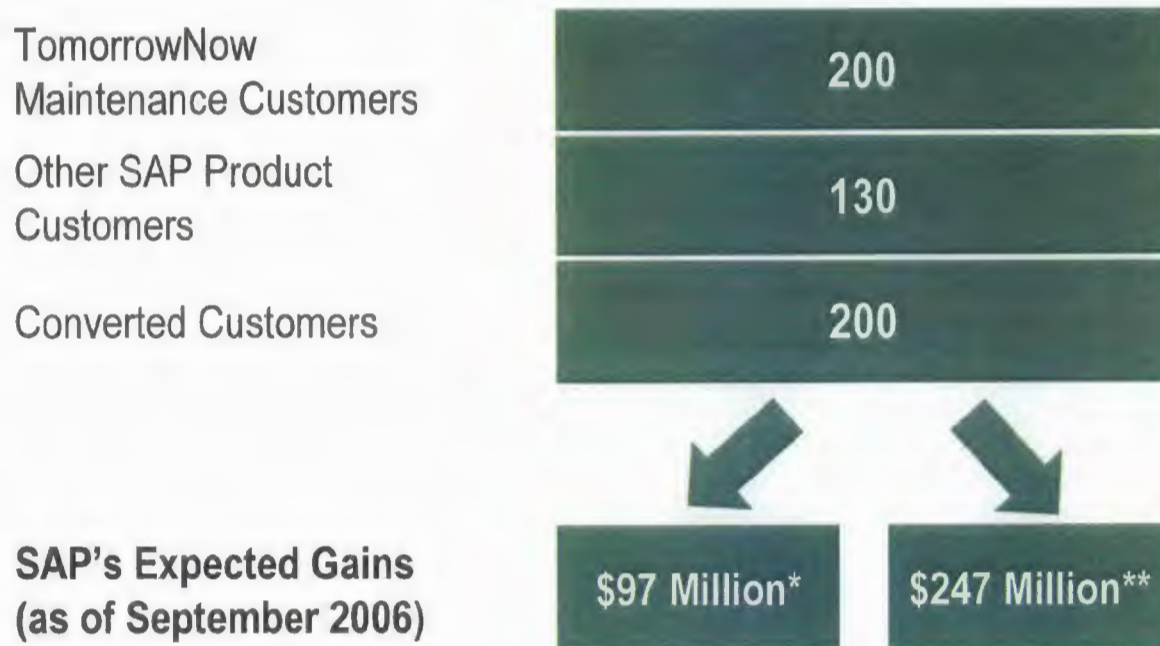 TomorrowNow
Maintenance Customers
200
Other SAP Product
Customers
130
Converted Customers
200
SAP's Expected Gains
(as of September 2006)
$97 Million*
$247 Million**